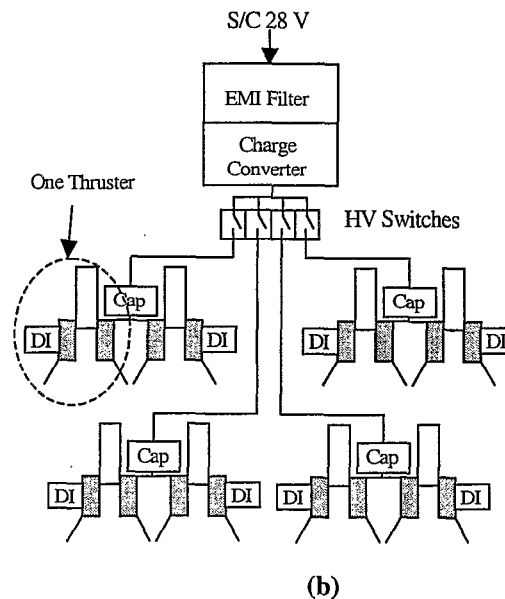 S/C 28 V
EMI Filter
Charge
Converter
One Thruster
HV Switches
Cap
Cap
DI
DI
DI
DI
Cap
Cap
DI
DI
DI
DI
(b)